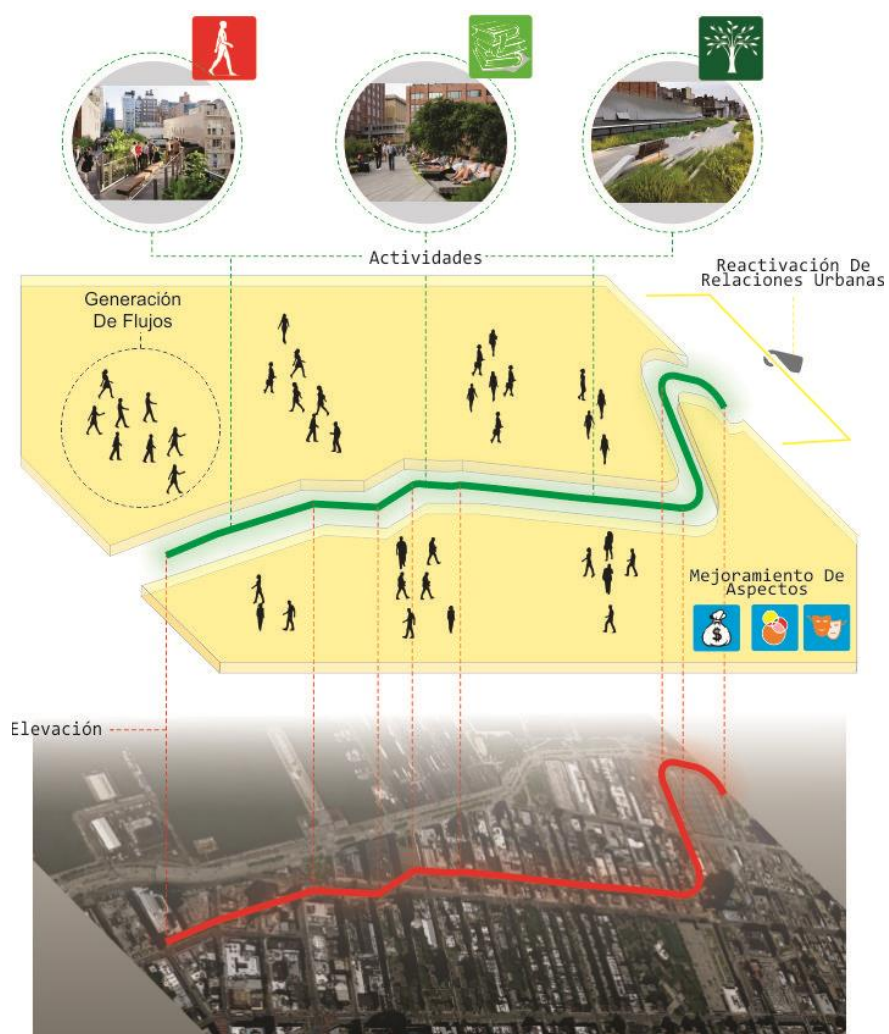 Actividades
Reactivación De
Relaciones Urbanas
Generación
De Flujos
Mejoramiento De
Aspectos
$
Elevación